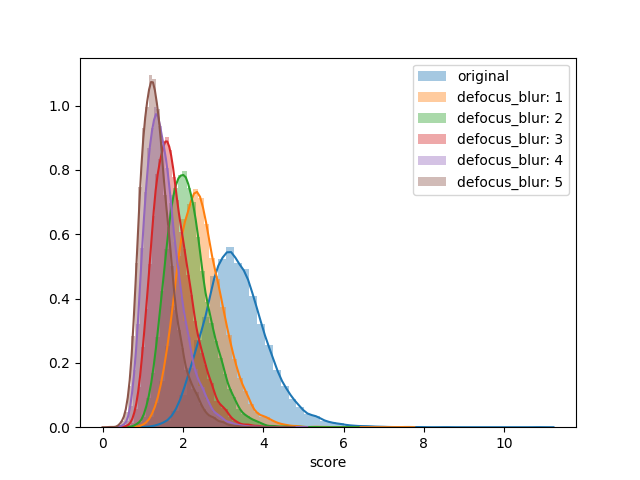 original
defocus_blur: 1
defocus_blur: 2
defocus_blur: 3
defocus_blur: 4
defocus_blur: 5
1.0
0.8
0.6
0.4
0.2
0.0
0 2 4 6 8 10
score